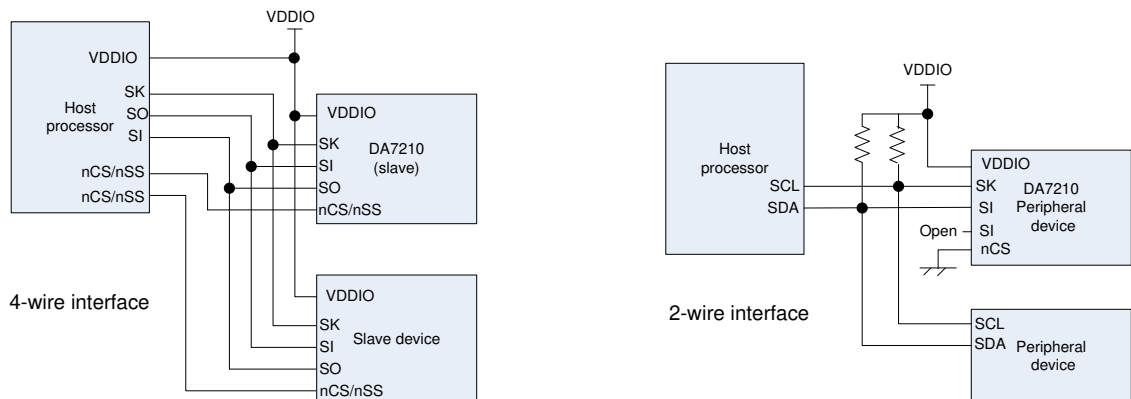 VDDIO
VDDIO
SK
SO
SI
nCS/nSS
nCS/nSS
Host
processor
VDDIO
SK
SI
SO
nCS/nSS
DA7210
(slave)
VDDIO
SK
SI
SO
nCS/nSS
Slave device
4-wire interface
VDDIO
Host
processor
SCL
SDA
VDDIO
SK
SI
Open
SI
nCS
DA7210
Peripheral
device
SCL
SDA
Peripheral
device
2-wire interface